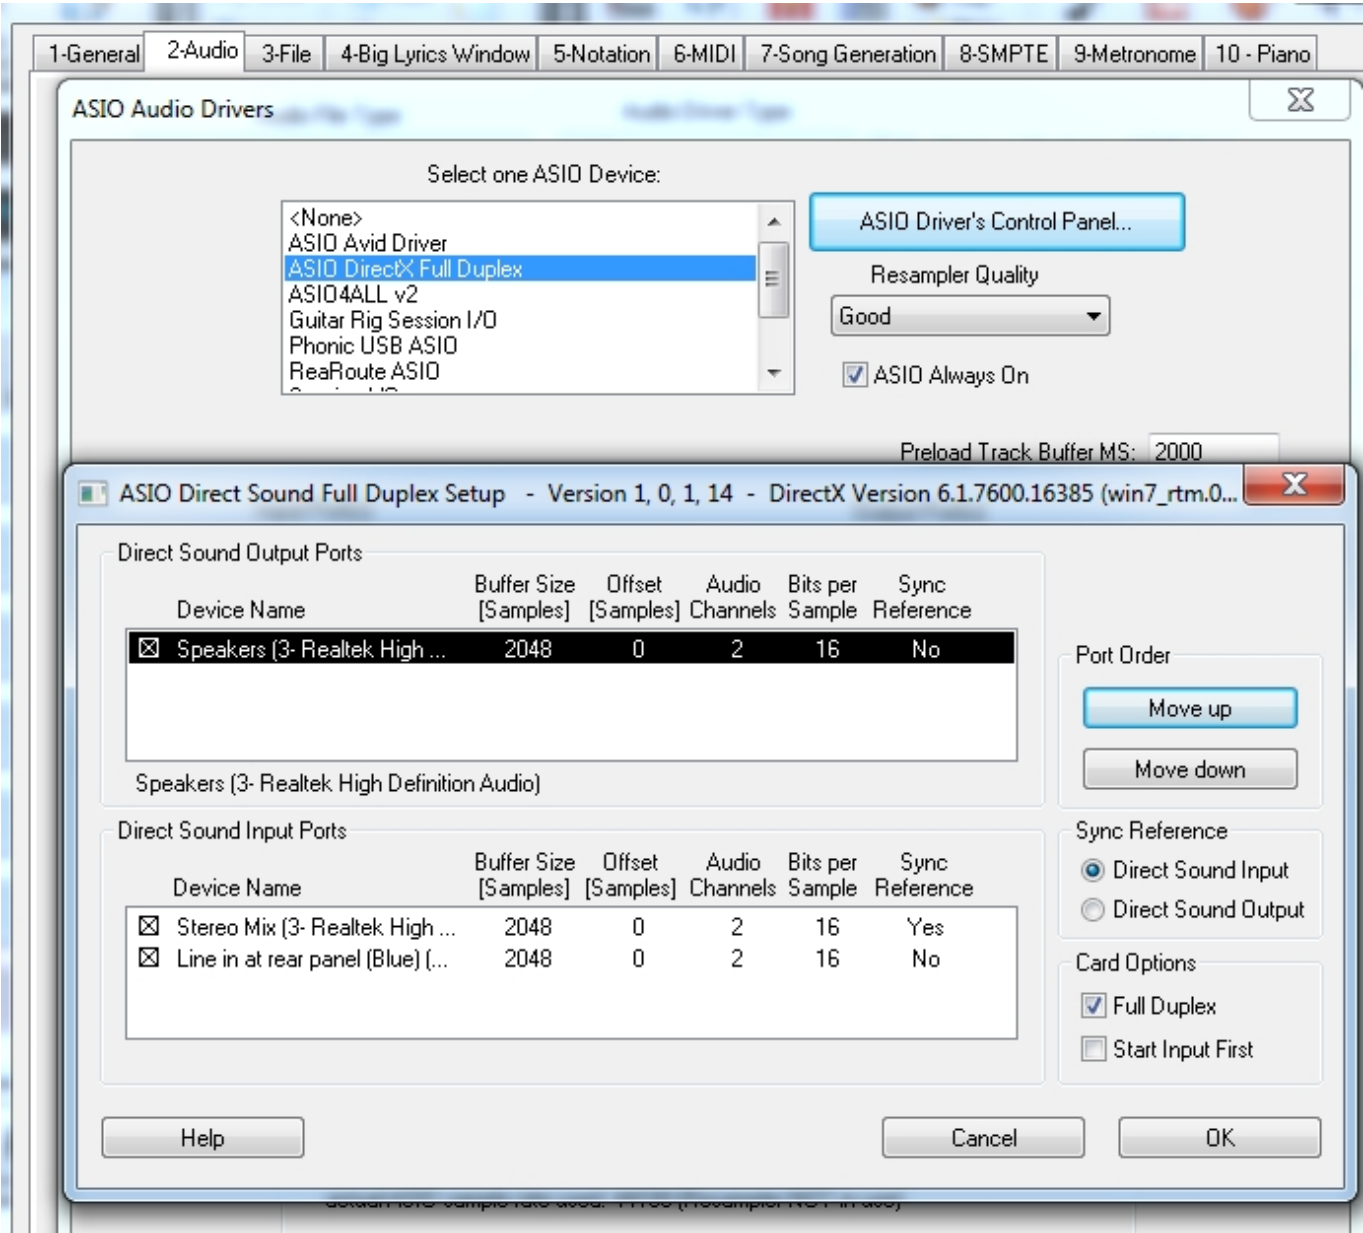 1-General 2-Audio 3-File 4-Big Lyrics Window 5-Notation 6-MIDI 7-Song Generation 8-SMPTE 9-Metronome 10 - Piano
ASIO Audio Drivers
Audio File Type Audio Driver Type
Select one ASIO Device:
<None>
ASIO Avid Driver
ASIO DirectX Full Duplex
ASIO4ALL v2
Guitar Rig Session I/O
Phonic USB ASIO
ReaRoute ASIO
ASIO Driver's Control Panel...
Resampler Quality
Good
ASIO Always On
Preload Track Buffer MS: 2000
ASIO Direct Sound Full Duplex Setup - Version 1, 0, 1, 14 - DirectX Version 6.1.7600.16385 (win7_rtm.0...
Direct Sound Output Ports
Buffer Size Offset Audio Bits per Sync
Device Name [Samples] [Samples] Channels Sample Reference
Speakers (3- Realtek High ... 2048 0 2 16 No
Speakers (3- Realtek High Definition Audio)
Direct Sound Input Ports
Buffer Size Offset Audio Bits per Sync
Device Name [Samples] [Samples] Channels Sample Reference
Stereo Mix (3- Realtek High ... 2048 0 2 16 Yes
Line in at rear panel (Blue) (... 2048 0 2 16 No
Port Order
Move up
Move down
Sync Reference
Direct Sound Input
Direct Sound Output
Card Options
Full Duplex
Start Input First
Help Cancel OK